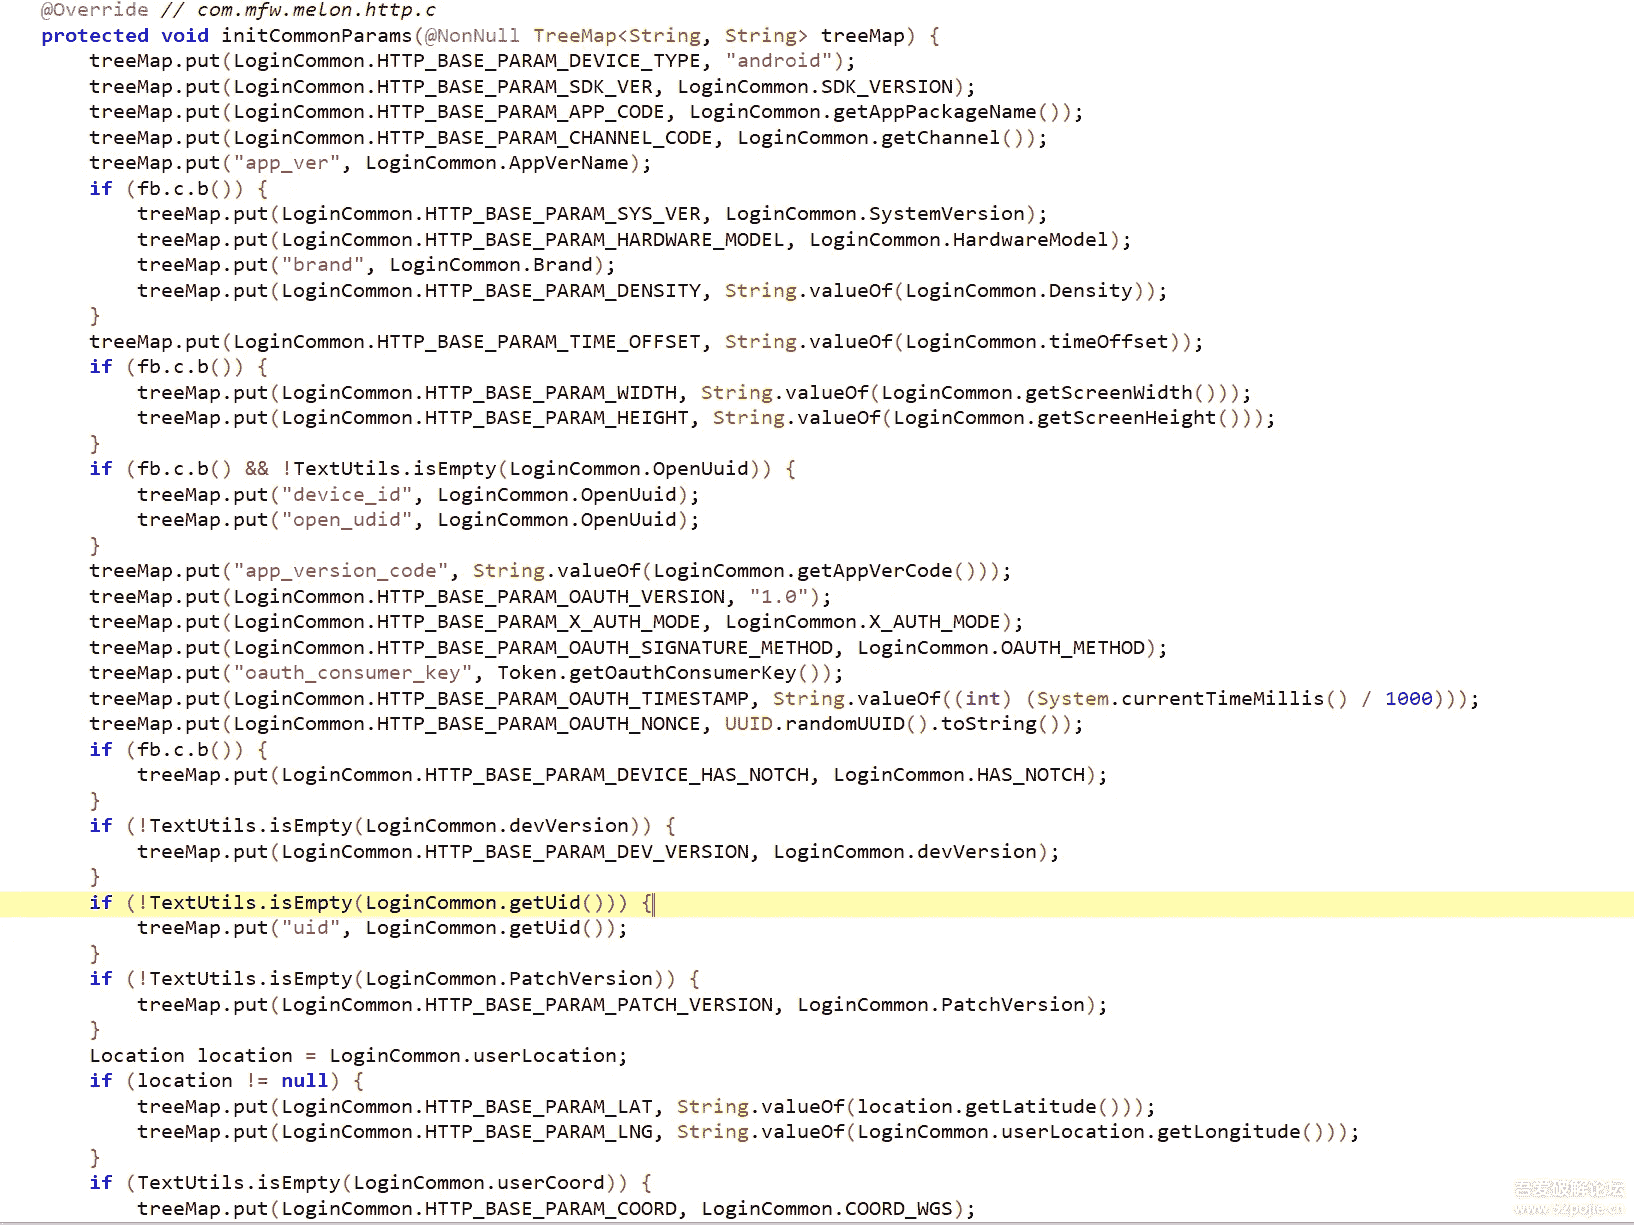 @Override // com.mfw.melon.http.c
protected void initCommonParams(@NonNull TreeMap<String, String> treeMap) {
treeMap.put(LoginCommon.HTTP_BASE_PARAM_DEVICE_TYPE, "android");
treeMap.put(LoginCommon.HTTP_BASE_PARAM_SDK_VER, LoginCommon.SDK_VERSION);
treeMap.put(LoginCommon.HTTP_BASE_PARAM_APP_CODE, LoginCommon.getAppPackageName());
treeMap.put(LoginCommon.HTTP_BASE_PARAM_CHANNEL_CODE, LoginCommon.getChannel());
treeMap.put("app_ver", LoginCommon.AppVerName);
if (fb.c.b()) {
treeMap.put(LoginCommon.HTTP_BASE_PARAM_SYS_VER, LoginCommon.SystemVersion);
treeMap.put(LoginCommon.HTTP_BASE_PARAM_HARDWARE_MODEL, LoginCommon.HardwareModel);
treeMap.put("brand", LoginCommon.Brand);
treeMap.put(LoginCommon.HTTP_BASE_PARAM_DENSITY, String.valueOf(LoginCommon.Density));
}
treeMap.put(LoginCommon.HTTP_BASE_PARAM_TIME_OFFSET, String.valueOf(LoginCommon.timeOffset));
if (fb.c.b()) {
treeMap.put(LoginCommon.HTTP_BASE_PARAM_WIDTH, String.valueOf(LoginCommon.getScreenWidth()));
treeMap.put(LoginCommon.HTTP_BASE_PARAM_HEIGHT, String.valueOf(LoginCommon.getScreenHeight()));
}
if (fb.c.b() && !TextUtils.isEmpty(LoginCommon.OpenUuid)) {
treeMap.put("device_id", LoginCommon.OpenUuid);
treeMap.put("open_udid", LoginCommon.OpenUuid);
}
treeMap.put("app_version_code", String.valueOf(LoginCommon.getAppVerCode()));
treeMap.put(LoginCommon.HTTP_BASE_PARAM_OAUTH_VERSION, "1.0");
treeMap.put(LoginCommon.HTTP_BASE_PARAM_X_AUTH_MODE, LoginCommon.X_AUTH_MODE);
treeMap.put(LoginCommon.HTTP_BASE_PARAM_OAUTH_SIGNATURE_METHOD, LoginCommon.OAUTH_METHOD);
treeMap.put("oauth_consumer_key", Token.getOauthConsumerKey());
treeMap.put(LoginCommon.HTTP_BASE_PARAM_OAUTH_TIMESTAMP, String.valueOf((int) (System.currentTimeMillis() / 1000)));
treeMap.put(LoginCommon.HTTP_BASE_PARAM_OAUTH_NONCE, UUID.randomUUID().toString());
if (fb.c.b()) {
treeMap.put(LoginCommon.HTTP_BASE_PARAM_DEVICE_HAS_NOTCH, LoginCommon.HAS_NOTCH);
}
if (!TextUtils.isEmpty(LoginCommon.devVersion)) {
treeMap.put(LoginCommon.HTTP_BASE_PARAM_DEV_VERSION, LoginCommon.devVersion);
}
if (!TextUtils.isEmpty(LoginCommon.getUid())) {
treeMap.put("uid", LoginCommon.getUid());
}
if (!TextUtils.isEmpty(LoginCommon.PatchVersion)) {
treeMap.put(LoginCommon.HTTP_BASE_PARAM_PATCH_VERSION, LoginCommon.PatchVersion);
}
Location location = LoginCommon.userLocation;
if (location != null) {
treeMap.put(LoginCommon.HTTP_BASE_PARAM_LAT, String.valueOf(location.getLatitude()));
treeMap.put(LoginCommon.HTTP_BASE_PARAM_LNG, String.valueOf(LoginCommon.userLocation.getLongitude()));
}
if (TextUtils.isEmpty(LoginCommon.userCoord)) {
treeMap.put(LoginCommon.HTTP_BASE_PARAM_COORD, LoginCommon.COORD_WGS);
吾爱破解论坛
www.52pojie.cn